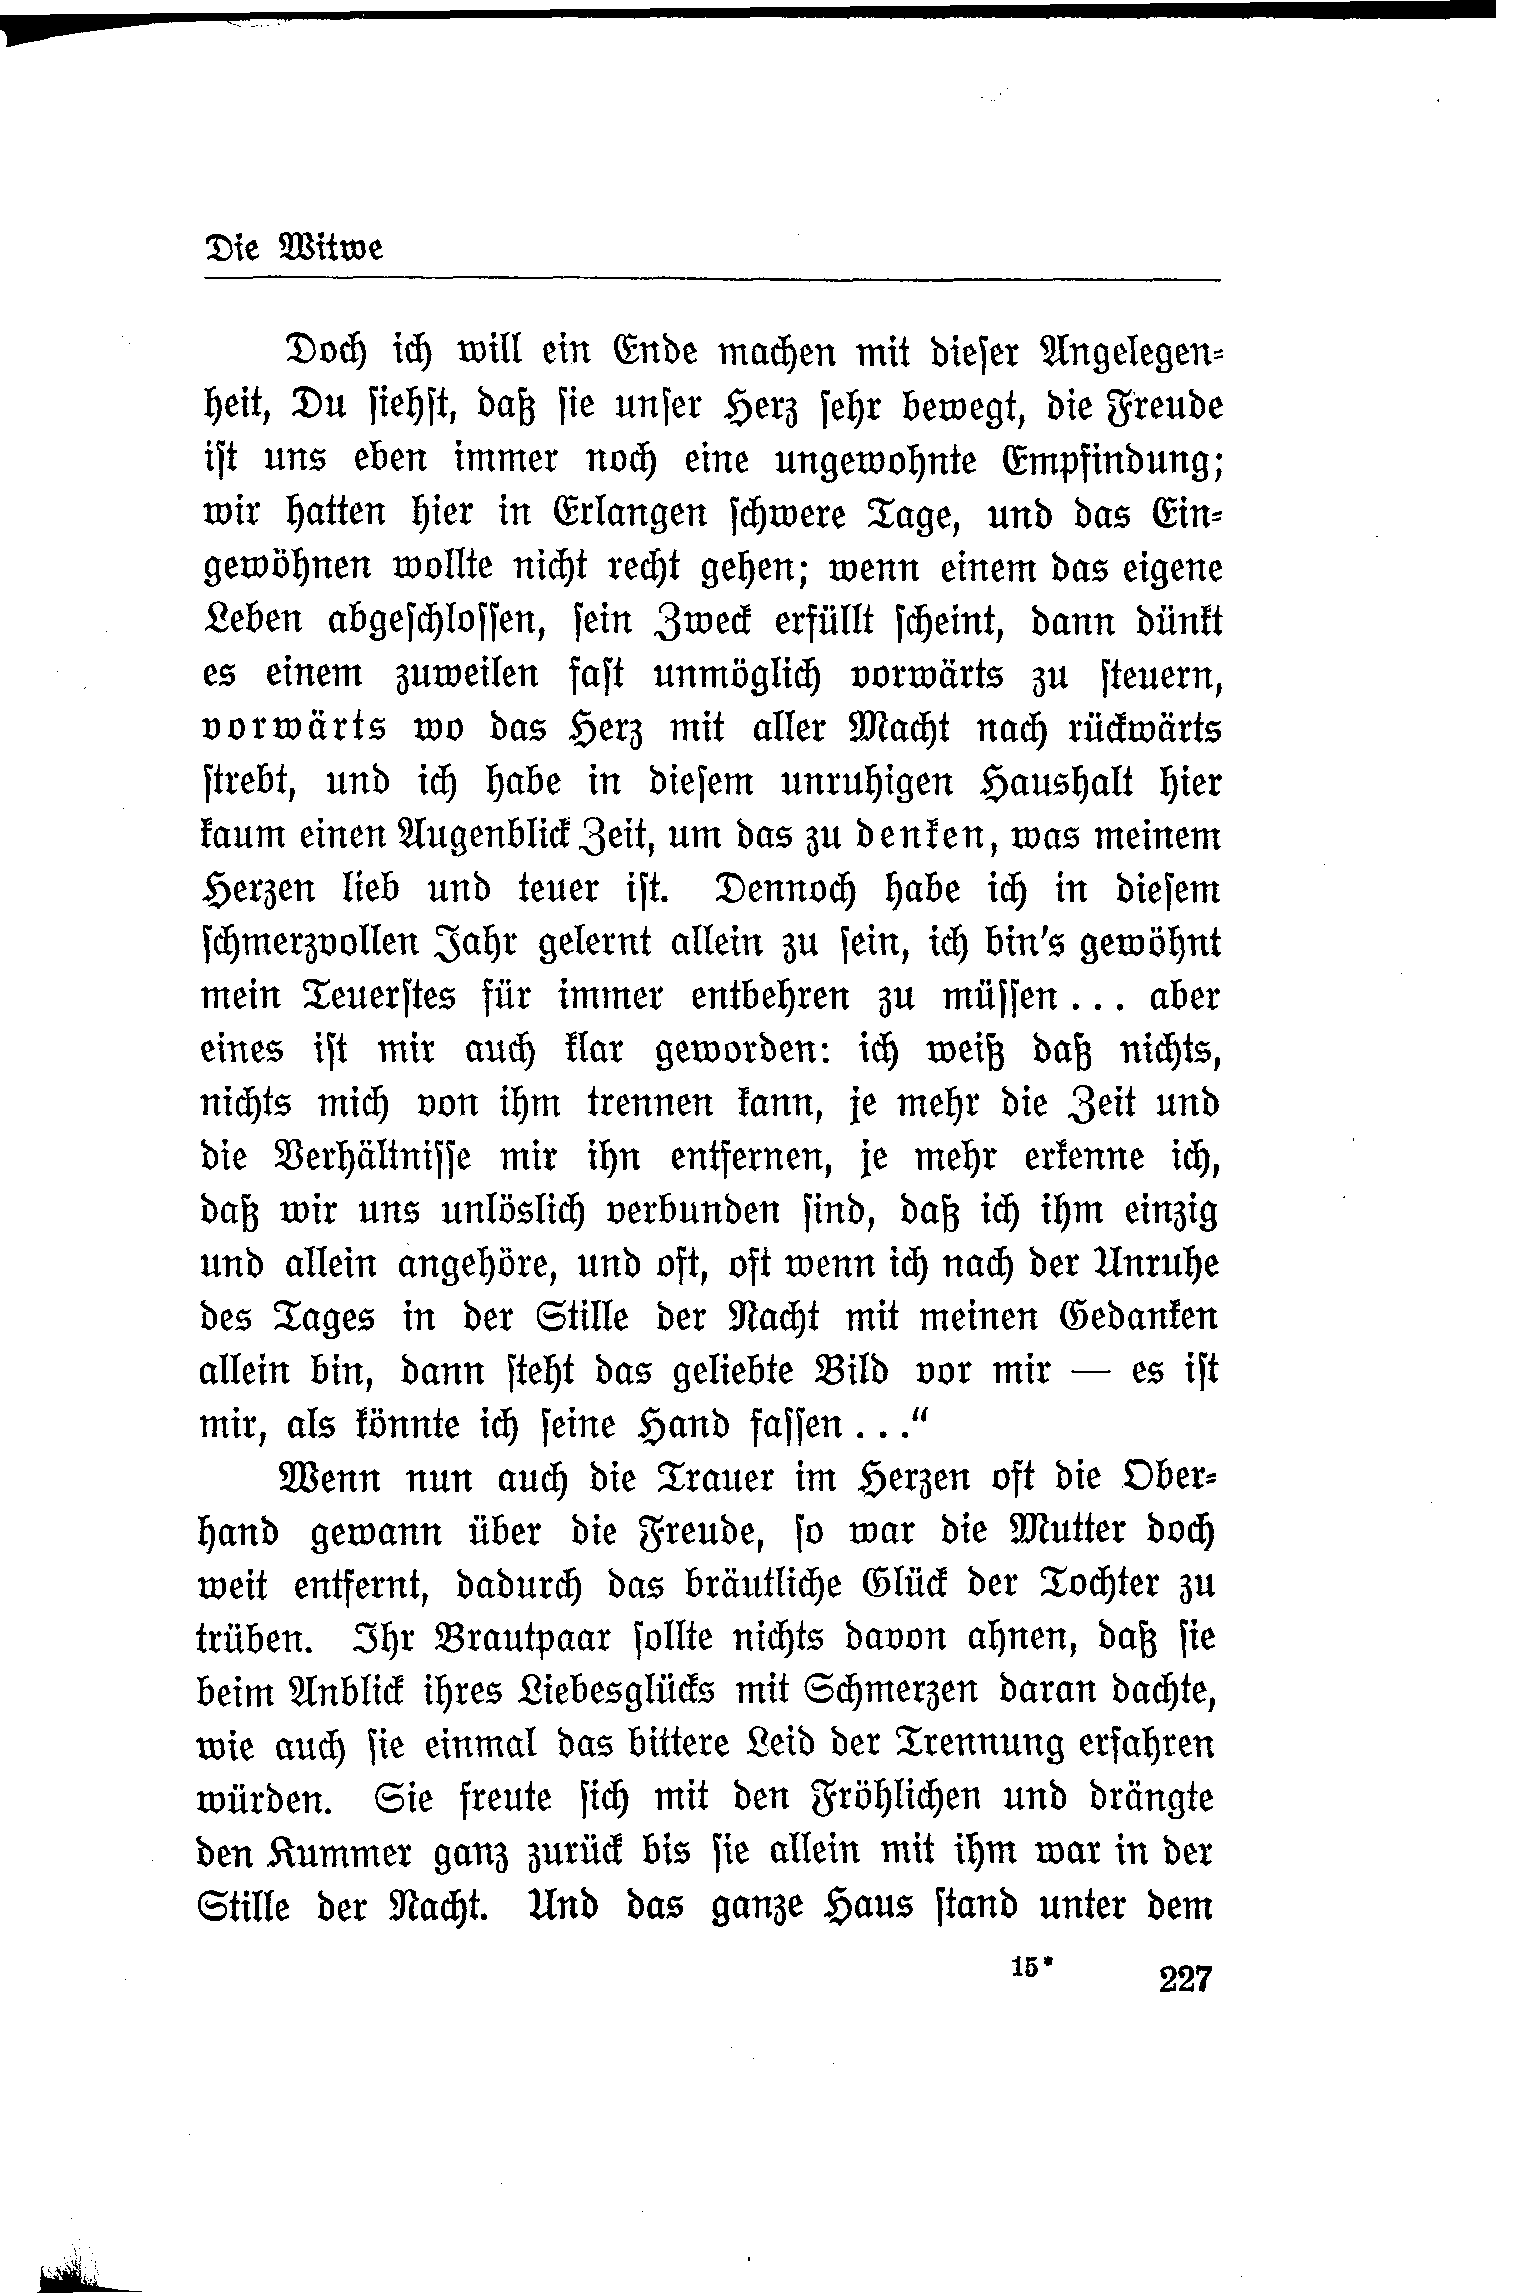 Die Witwe
Doch ich will ein Ende machen mit dieser Angelegen-
heit, Du siehst, daß sie unser Herz sehr bewegt, die Freude
ist uns eben immer noch eine ungewohnte Empfindung;
wir hatten hier in Erlangen schwere Tage, und das Ein-
gewöhnen wollte nicht recht gehen; wenn einem das eigene
Leben abgeschlossen, sein Zweck erfüllt scheint, dann dünkt
es einem zuweilen fast unmöglich vorwärts zu steuern,
vorwärts wo das Herz mit aller Macht nach rückwärts
strebt, und ich habe in diesem unruhigen Haushalt hier
kaum einen Augenblick Zeit, um das zu denken, was meinem
Herzen lieb und teuer ist. Dennoch habe ich in diesem
schmerzvollen Jahr gelernt allein zu sein, ich bin's gewöhnt
mein Teuerstes für immer entbehren zu müssen... aber
eines ist mir auch klar geworden: ich weiß daß nichts,
nichts mich von ihm trennen kann, je mehr die Zeit und
die Verhältnisse mir ihn entfernen, je mehr erkenne ich,
daß wir uns unlöslich verbunden sind, daß ich ihm einzig
und allein angehöre, und oft, oft wenn ich nach der Unruhe
des Tages in der Stille der Nacht mit meinen Gedanken
allein bin, dann steht das geliebte Bild vor mir — es ist
mir, als könnte ich seine Hand fassen..."
Wenn nun auch die Trauer im Herzen oft die Ober-
hand gewann über die Freude, so war die Mutter doch
weit entfernt, dadurch das bräutliche Glück der Tochter zu
trüben. Ihr Brautpaar sollte nichts davon ahnen, daß sie
beim Anblick ihres Liebesglücks mit Schmerzen daran dachte,
wie auch sie einmal das bittere Leid der Trennung erfahren
würden. Sie freute sich mit den Fröhlichen und drängte
den Kummer ganz zurück bis sie allein mit ihm war in der
Stille der Nacht. Und das ganze Haus stand unter dem
15* 227